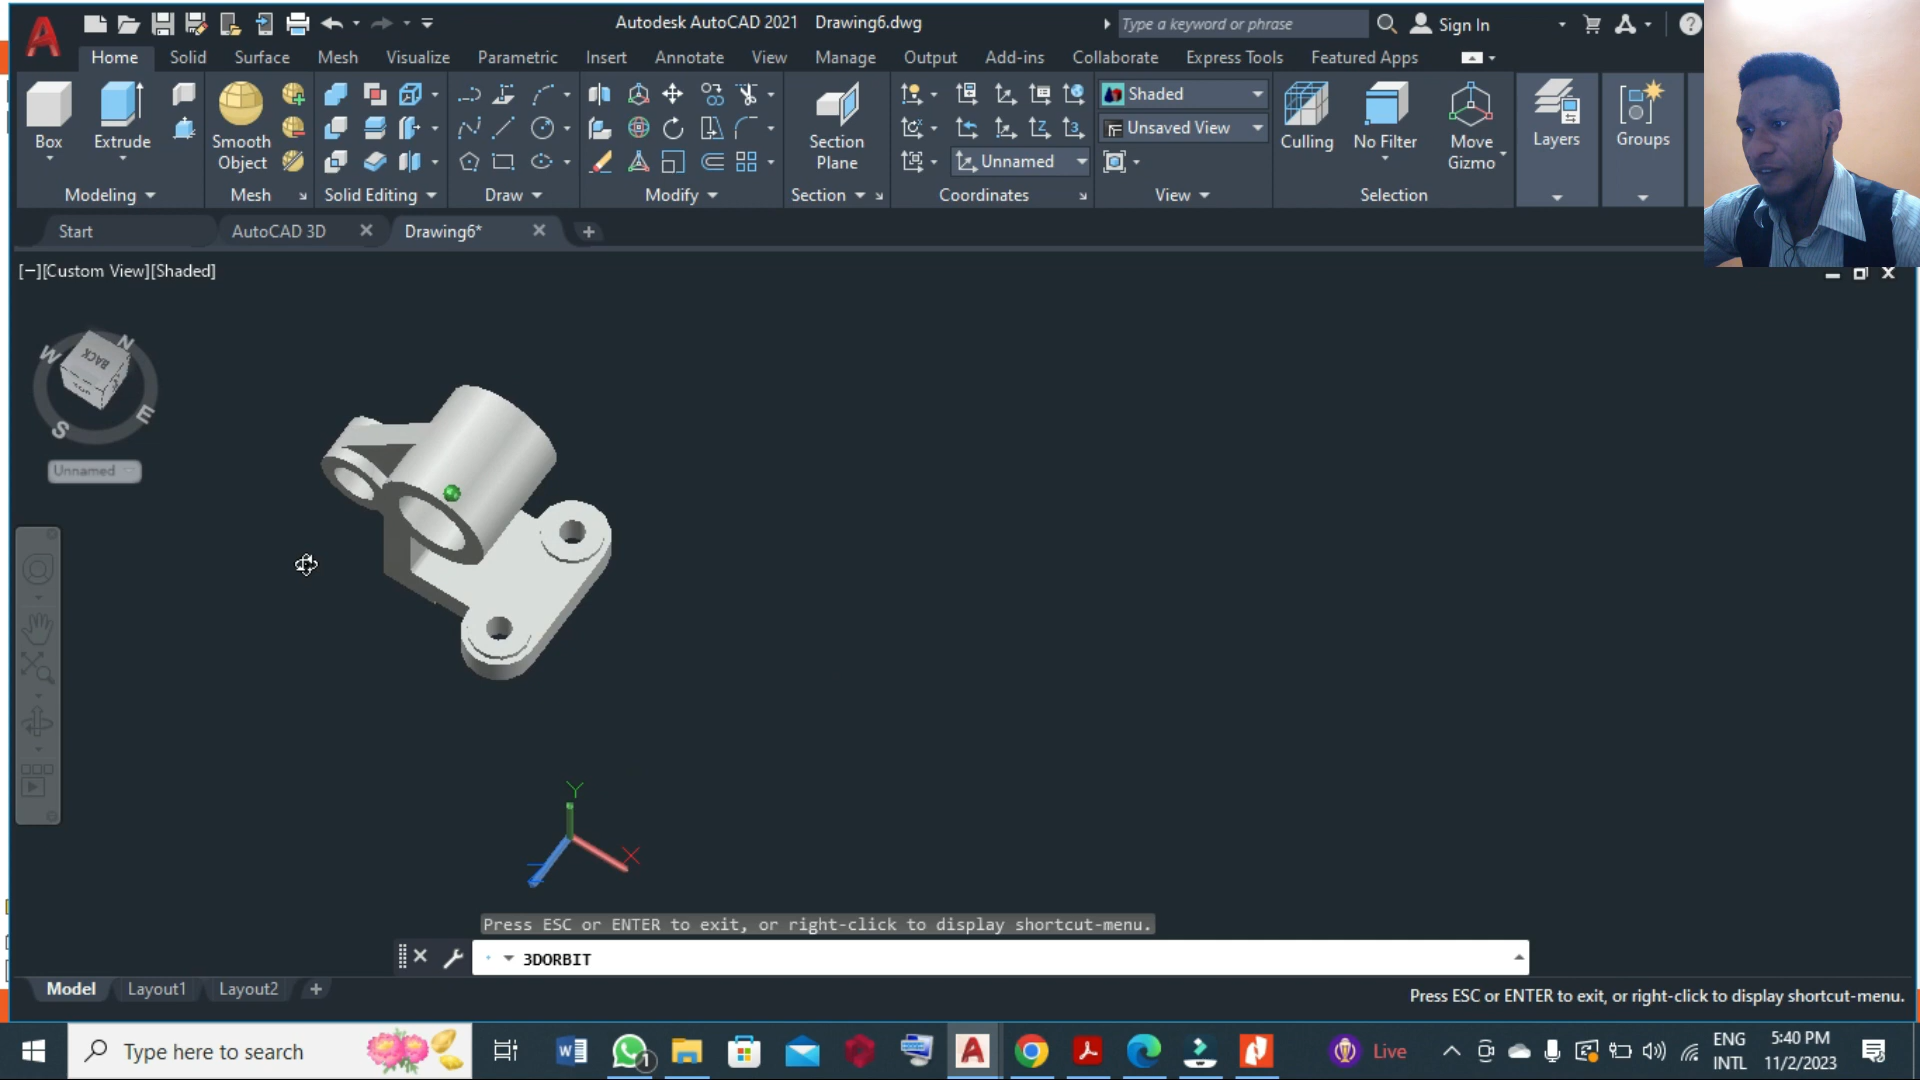 Autodesk AutoCAD 2021 Drawing6.dwg
Type a keyword or phrase
Sign In
Home Solid Surface Mesh Visualize Parametric Insert Annotate View Manage Output Add-ins Collaborate Express Tools Featured Apps
Box
Extrude
Smooth
Object
Section
Plane
Unnamed
Shaded
Unsaved View
Culling
No Filter
Move
Gizmo
Layers
Groups
Modeling
Mesh
Solid Editing
Draw
Modify
Section
Coordinates
View
Selection
Start
AutoCAD 3D
Drawing6*
[−][Custom View][Shaded]
N
W
BACK
E
S
Unnamed
Y
X
Press ESC or ENTER to exit, or right-click to display shortcut-menu.
3DORBIT
Model
Layout1
Layout2
Press ESC or ENTER to exit, or right-click to display shortcut-menu.
Type here to search
1
Live
ENG
INTL
5:40 PM
11/2/2023